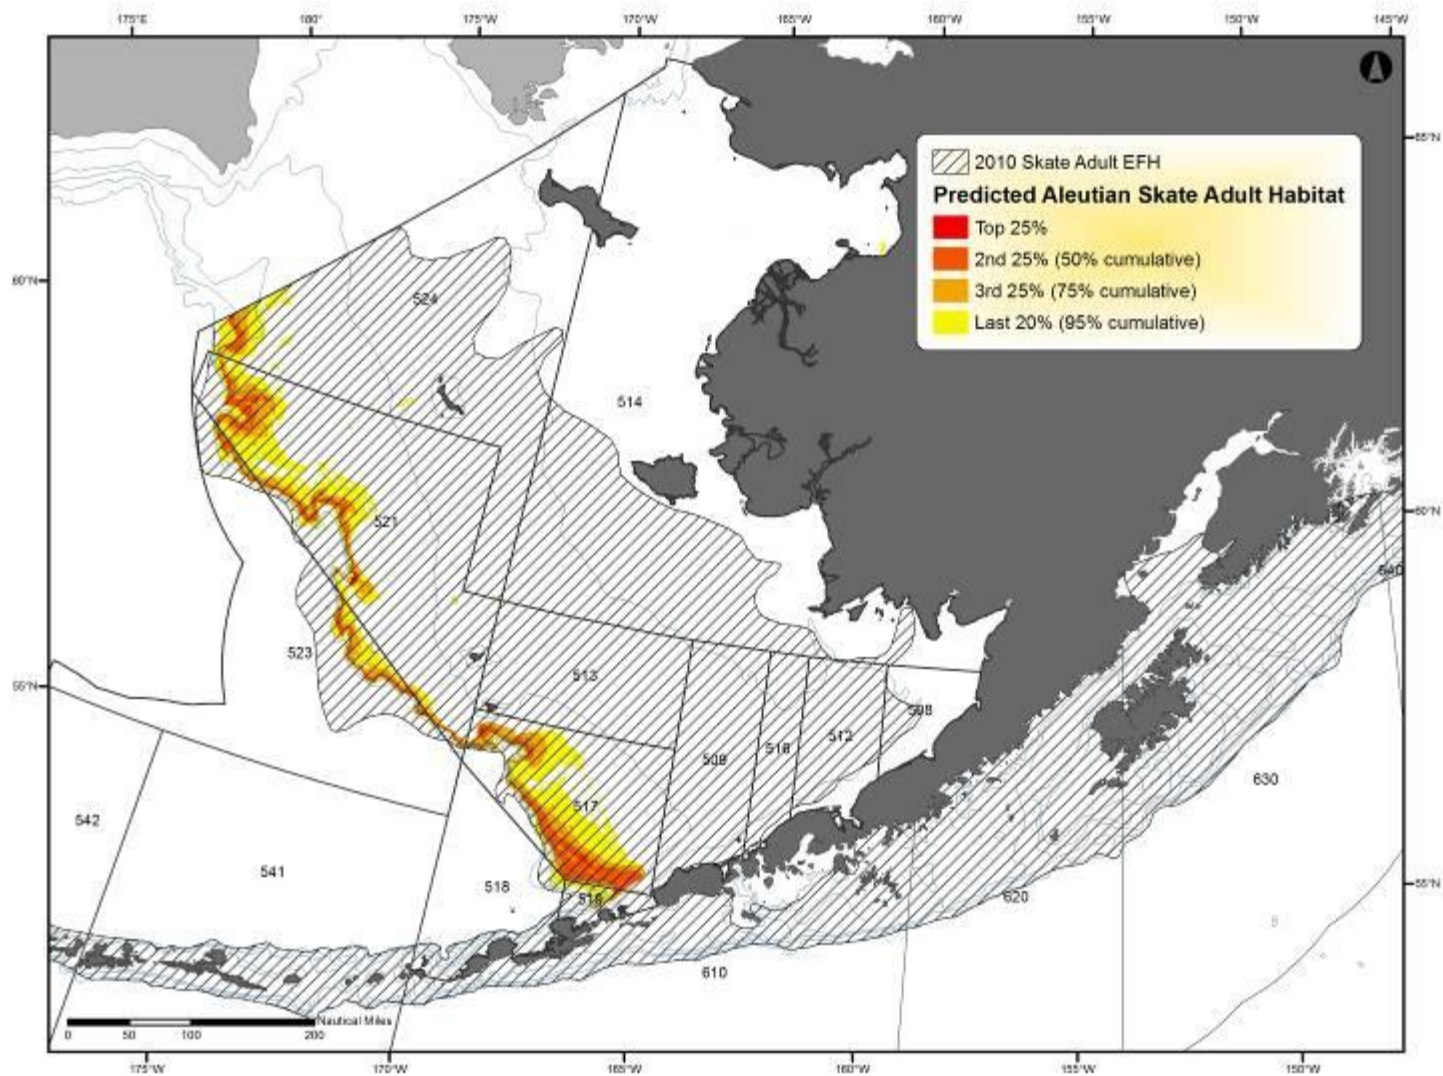 175°E 180° 175°W 170°W 165°W 160°W 155°W 150°W 145°W
65°W
2010 Skate Adult EFH
Predicted Aleutian Skate Adult Habitat
Top 25%
2nd 25% (50% cumulative)
3rd 25% (75% cumulative)
Last 20% (95% cumulative)
60°N
524
514
521
60°N
523
55°N
513
508
509
516
512
517
630
542
541
518
55°N
620
610
Nautical Miles
0 50 100 200
175°W 170°W 165°W 160°W 155°W 150°W